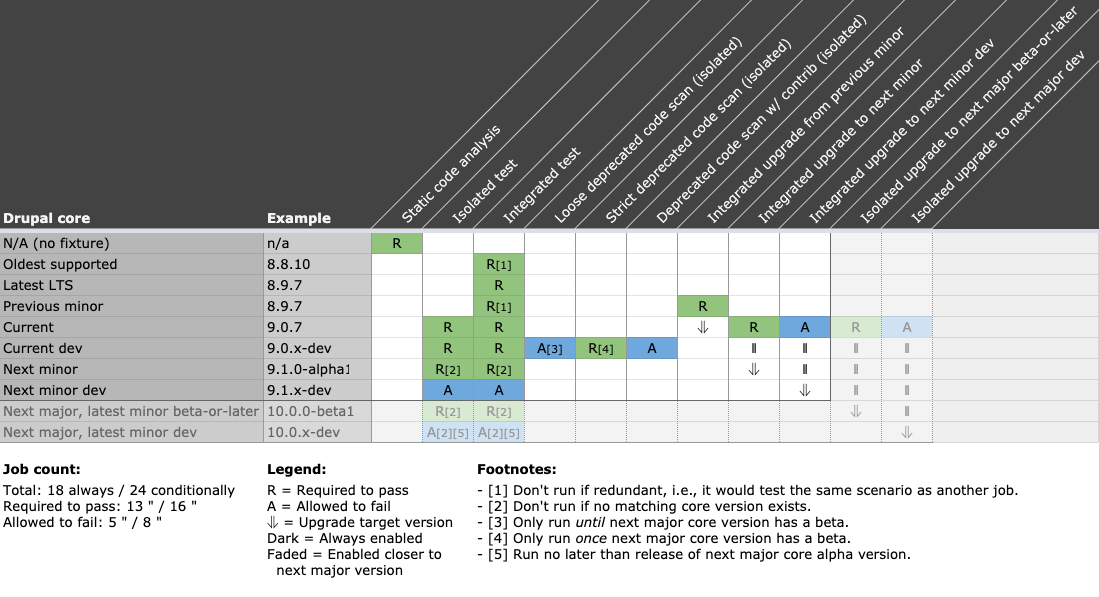 Static code analysis
Isolated test
Integrated test
Loose deprecated code scan (isolated)
Strict deprecated code scan (isolated)
Deprecated code scan w/ contrib (isolated)
Integrated upgrade from previous minor
Integrated upgrade to next minor
Integrated upgrade to next minor dev
Isolated upgrade to next major beta-or-later
Isolated upgrade to next major dev
Drupal core Example
N/A (no fixture) n/a R
Oldest supported 8.8.10 R[1]
Latest LTS 8.9.7 R
Previous minor 8.9.7 R[1] R
Current 9.0.7 R R ⇓ R A R A
Current dev 9.0.x-dev R R A[3] R[4] A ‖ ‖ ‖ ‖
Next minor 9.1.0-alpha1 R[2] R[2] ⇓ ‖ ‖ ‖
Next minor dev 9.1.x-dev A A ⇓ ‖ ‖
Next major, latest minor beta-or-later 10.0.0-beta1 R[2] R[2] ⇓ ‖
Next major, latest minor dev 10.0.x-dev A[2][5] A[2][5] ⇓
Job count:
Total: 18 always / 24 conditionally
Required to pass: 13 " / 16 "
Allowed to fail: 5 " / 8 "
Legend:
R = Required to pass
A = Allowed to fail
⇓ = Upgrade target version
Dark = Always enabled
Faded = Enabled closer to
next major version
Footnotes:
- [1] Don't run if redundant, i.e., it would test the same scenario as another job.
- [2] Don't run if no matching core version exists.
- [3] Only run until next major core version has a beta.
- [4] Only run once next major core version has a beta.
- [5] Run no later than release of next major core alpha version.